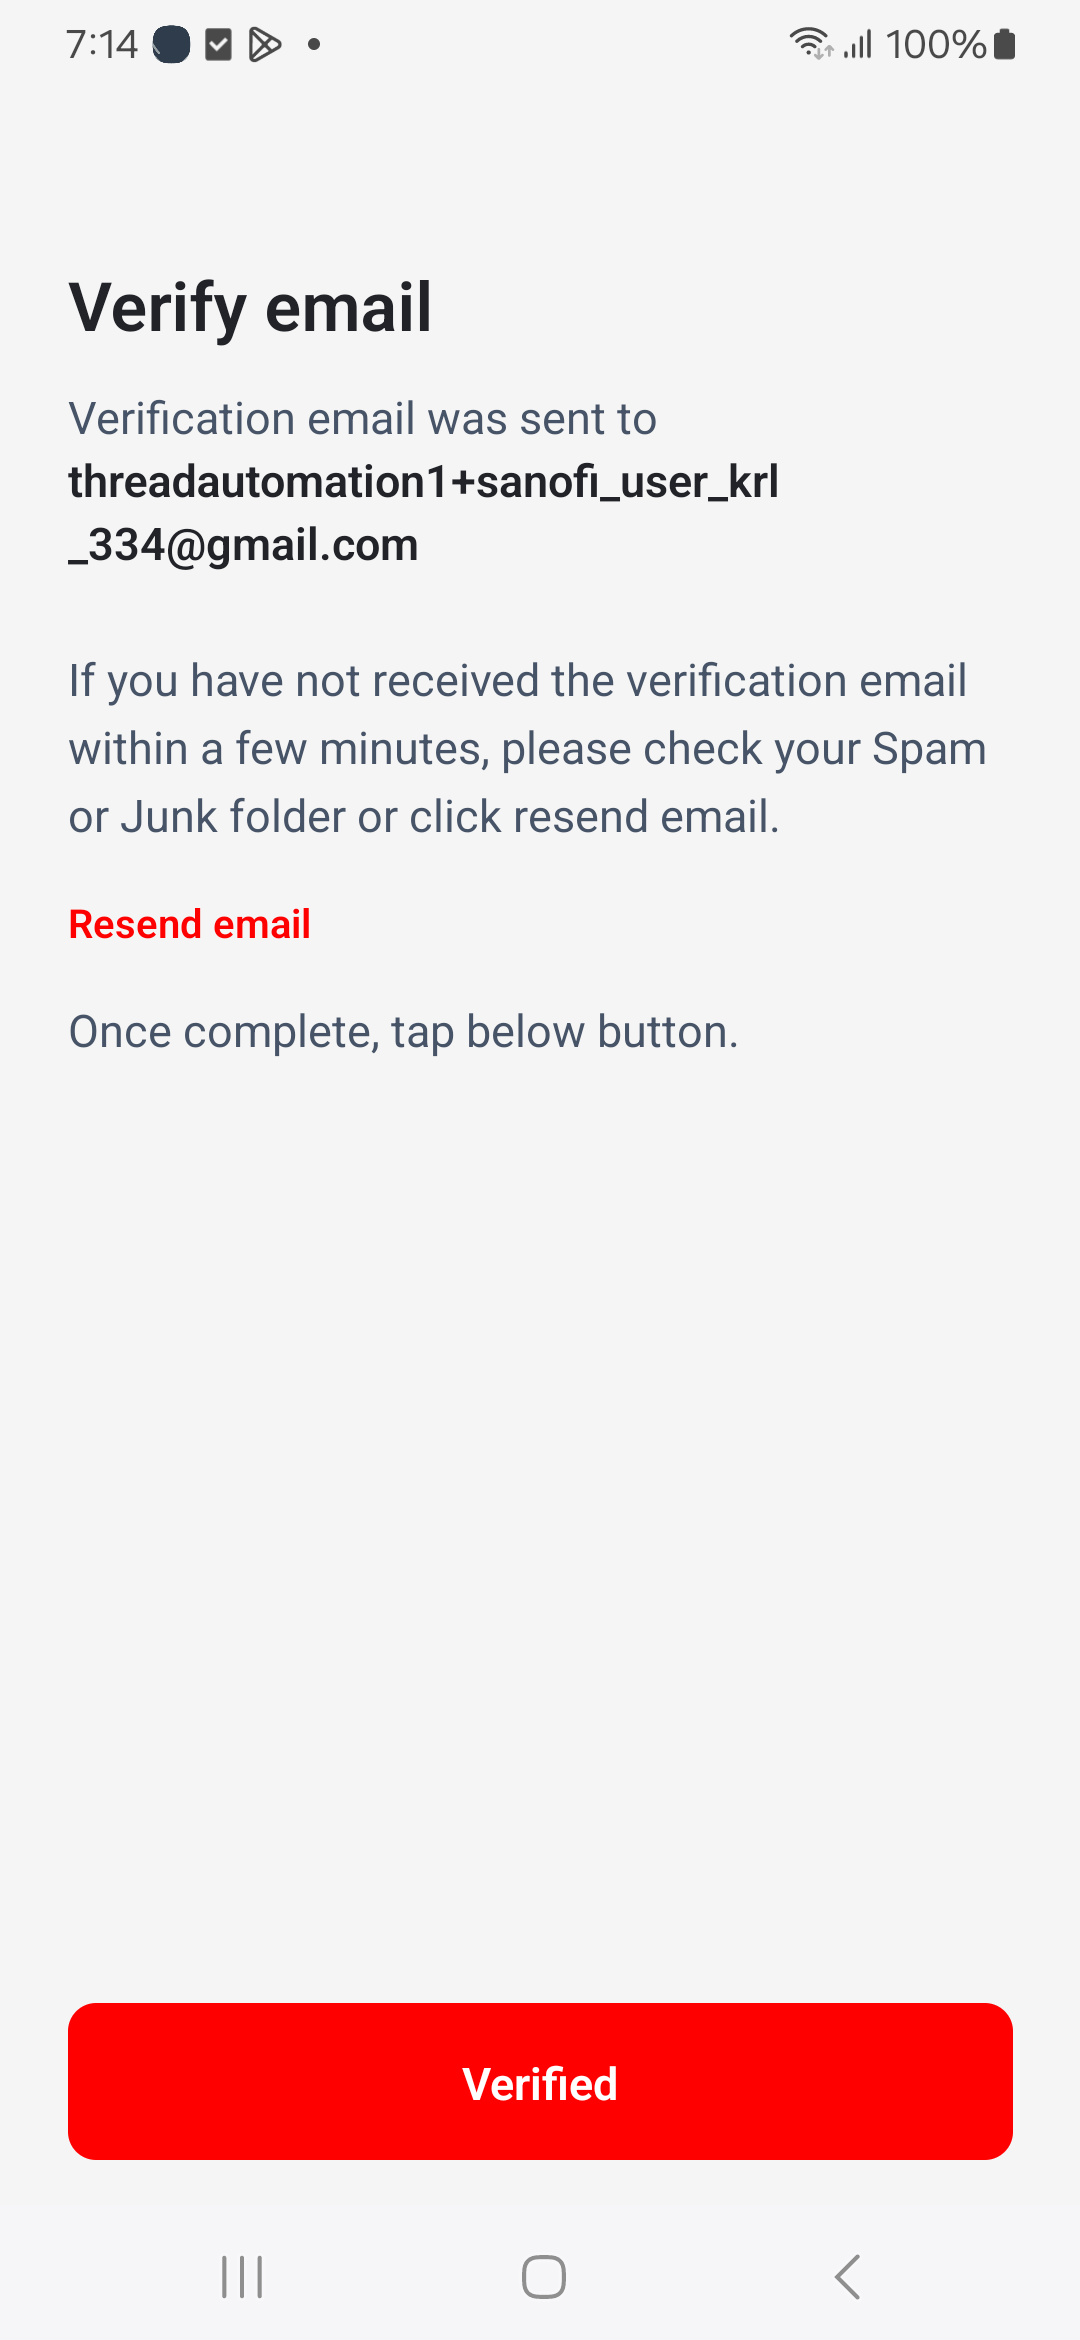 7:14
100%
Verify email
Verification email was sent to
threadautomation1+sanofi_user_krl
_334@gmail.com
If you have not received the verification email
within a few minutes, please check your Spam
or Junk folder or click resend email.
Resend email
Once complete, tap below button.
Verified